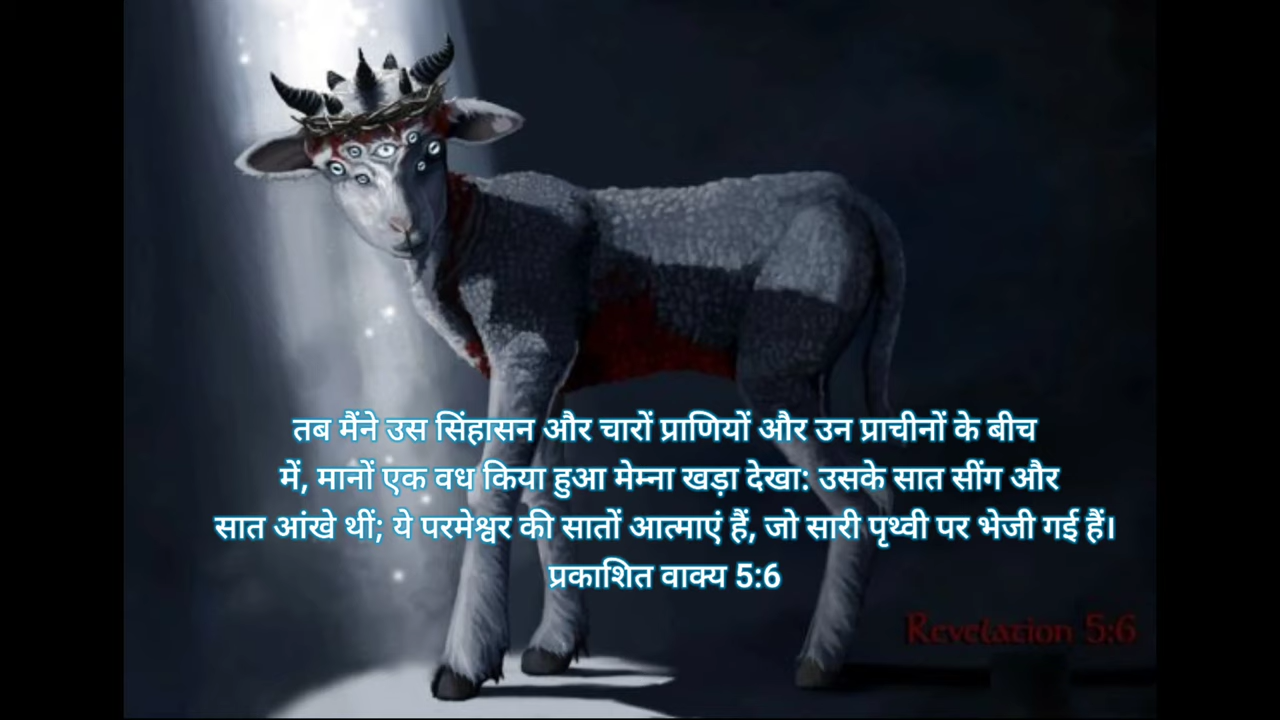 तब मैंने उस सिंहासन और चारों प्राणियों और उन प्राचीनों के बीच
में, मानों एक वध किया हुआ मेम्ना खड़ा देखा: उसके सात सींग और
सात आंखे थीं; ये परमेश्वर की सातों आत्माएं हैं, जो सारी पृथ्वी पर भेजी गई हैं।
प्रकाशित वाक्य 5:6
Revelation 5:6